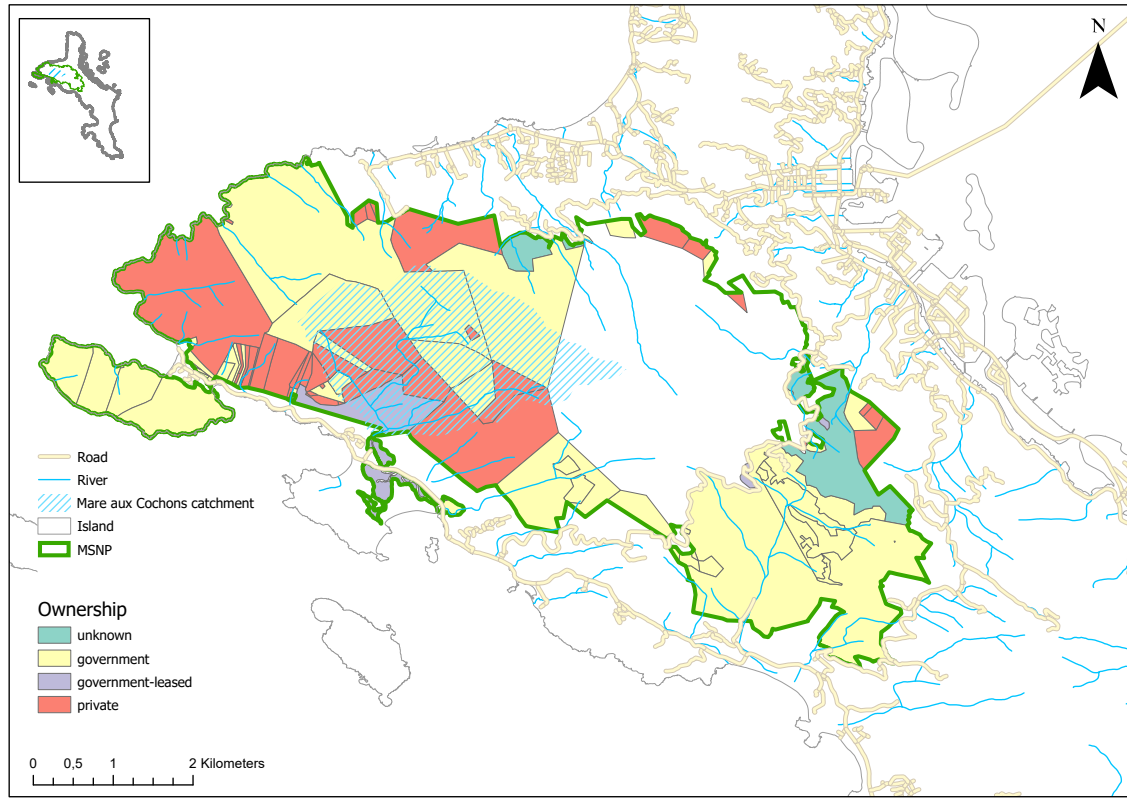 N
Road
River
Mare aux Cochons catchment
Island
MSNP
Ownership
unknown
government
government-leased
private
0 0,5 1 2 Kilometers